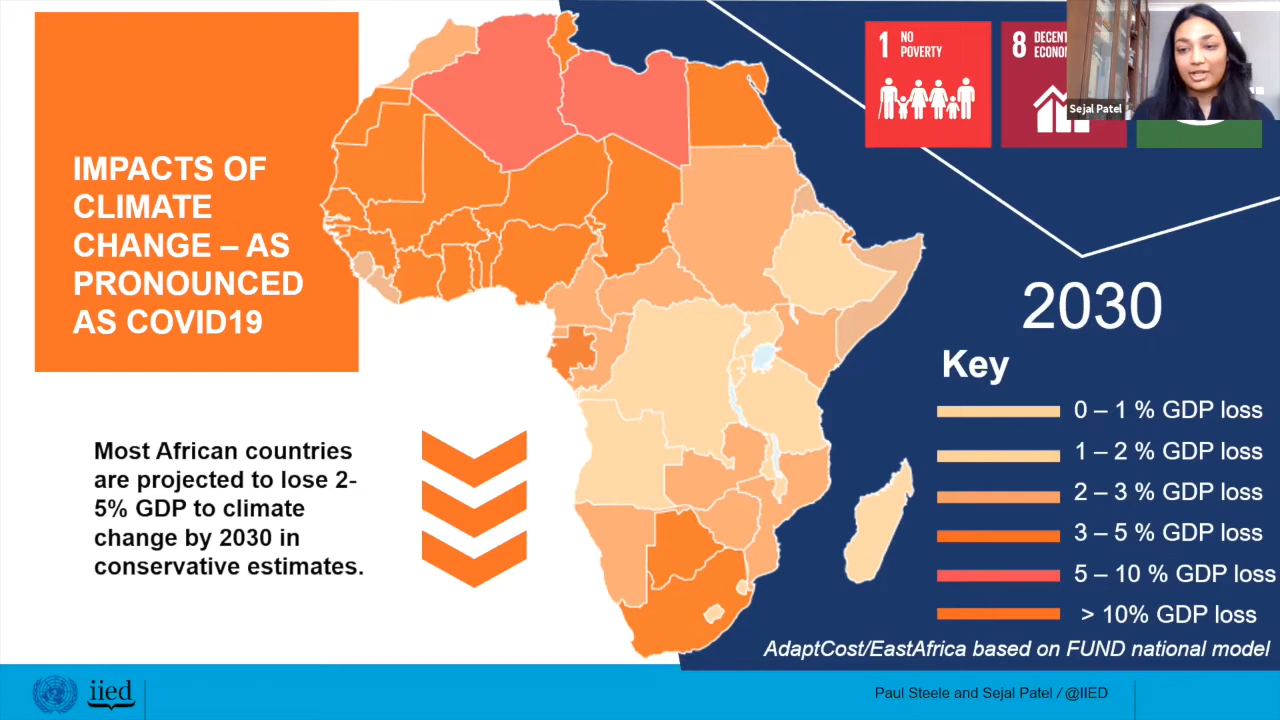 IMPACTS OF
CLIMATE
CHANGE – AS
PRONOUNCED
AS COVID19
Most African countries
are projected to lose 2-
5% GDP to climate
change by 2030 in
conservative estimates.
1 NO
POVERTY
8 DECENT
Sejal Patel
2030
Key
0 – 1 % GDP loss
1 – 2 % GDP loss
2 – 3 % GDP loss
3 – 5 % GDP loss
5 – 10 % GDP loss
> 10% GDP loss
AdaptCost/EastAfrica based on FUND national model
iied
Paul Steele and Sejal Patel / @IIED